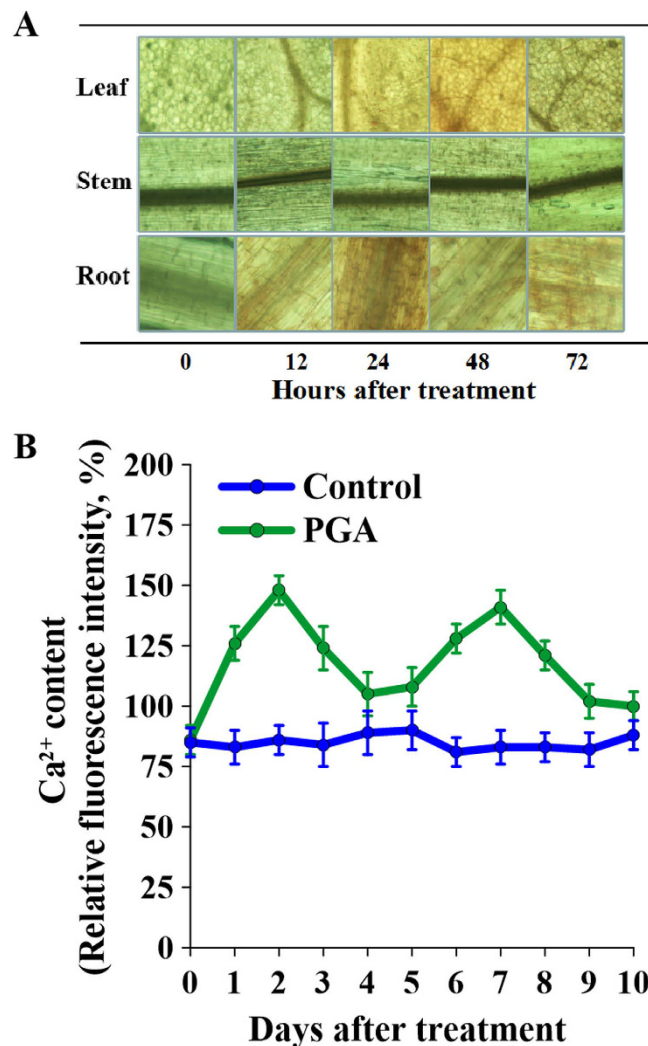 A
Leaf
Stem
Root
0 12 24 48 72
Hours after treatment
B
Ca²⁺ content
(Relative fluorescence intensity, %)
200
175
150
125
100
75
50
25
0
Control
PGA
0 1 2 3 4 5 6 7 8 9 10
Days after treatment